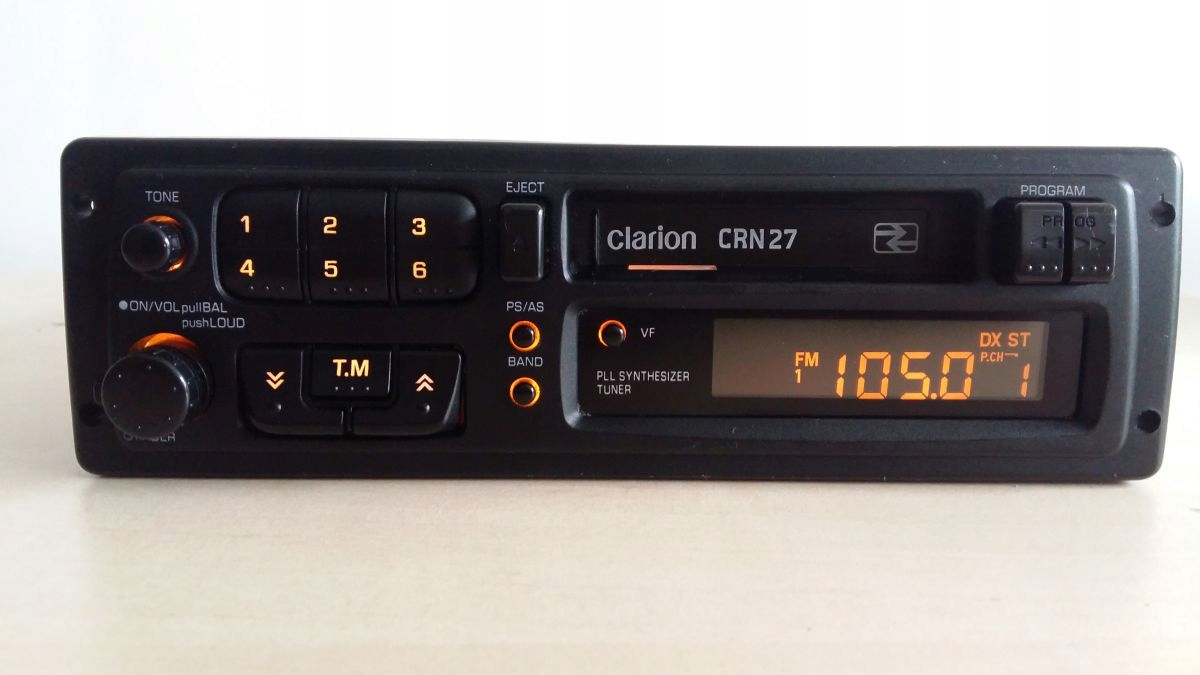 TONE
1 2 3
4 5 6
●ON/VOL pullBAL
pushLOUD
T.M
EJECT
PS/AS
BAND
clarion CRN27
PROGRAM
PROG
VF
PLL SYNTHESIZER
TUNER
DX ST
FM 105.0 P.CH
1 1